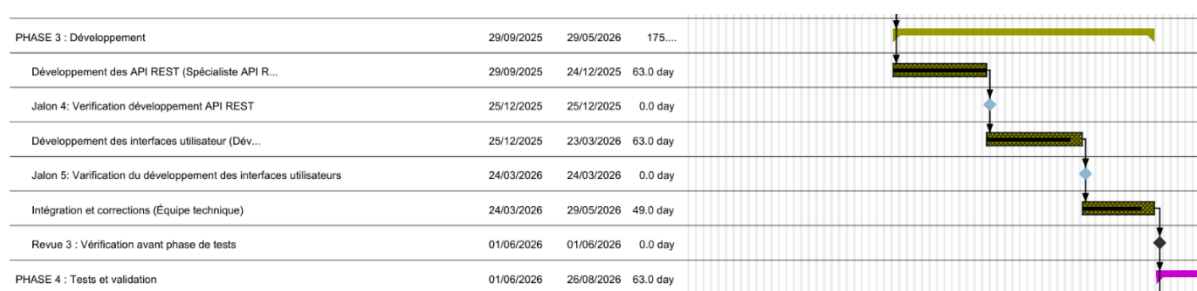 PHASE 3 : Développement 29/09/2025 29/05/2026 175....
Développement des API REST (Spécialiste API R... 29/09/2025 24/12/2025 63.0 day
Jalon 4: Verification développement API REST 25/12/2025 25/12/2025 0.0 day
Développement des interfaces utilisateur (Dév... 25/12/2025 23/03/2026 63.0 day
Jalon 5: Varification du développement des interfaces utilisateurs 24/03/2026 24/03/2026 0.0 day
Intégration et corrections (Équipe technique) 24/03/2026 29/05/2026 49.0 day
Revue 3 : Vérification avant phase de tests 01/06/2026 01/06/2026 0.0 day
PHASE 4 : Tests et validation 01/06/2026 26/08/2026 63.0 day